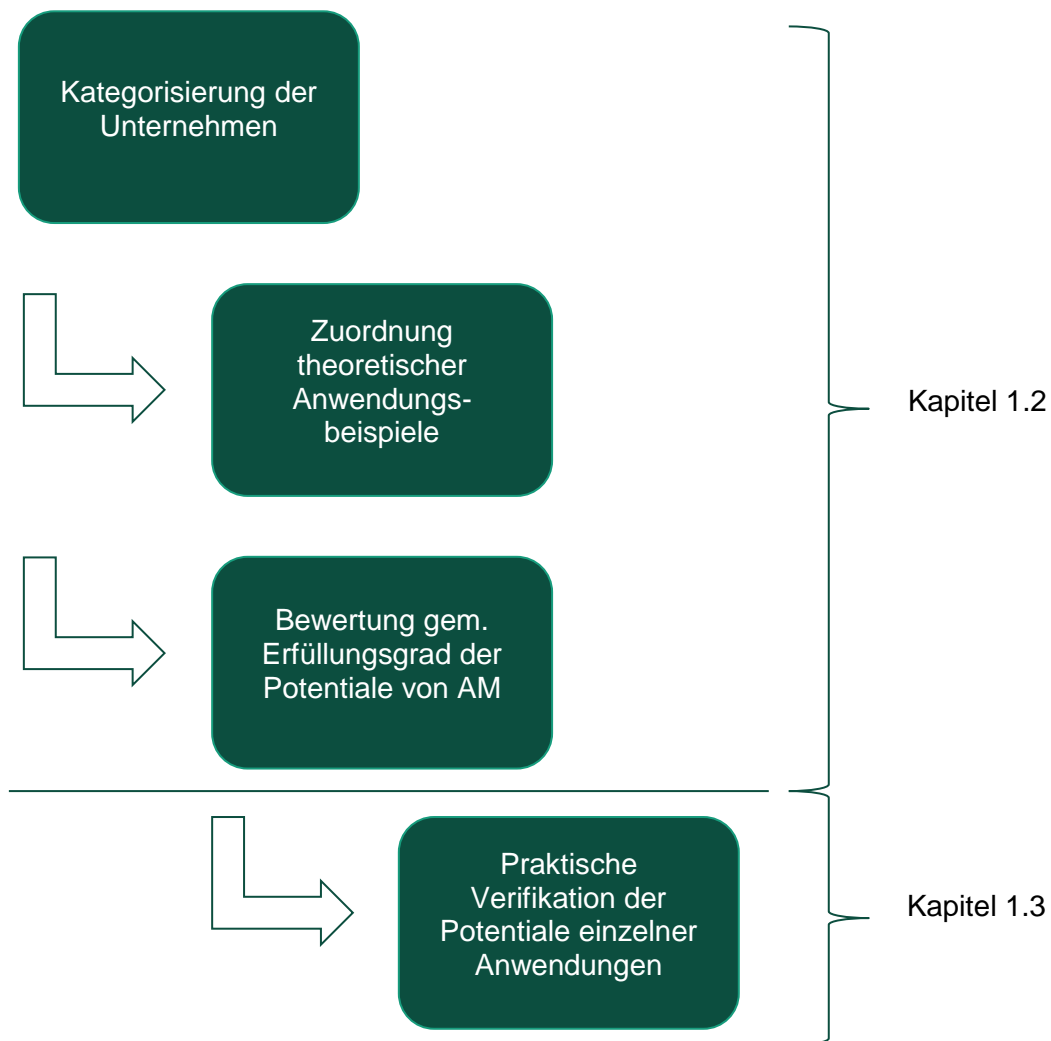 Kategorisierung der
Unternehmen
Zuordnung
theoretischer
Anwendungs-
beispiele
Kapitel 1.2
Bewertung gem.
Erfüllungsgrad der
Potentiale von AM
Praktische
Verifikation der
Potentiale einzelner
Anwendungen
Kapitel 1.3